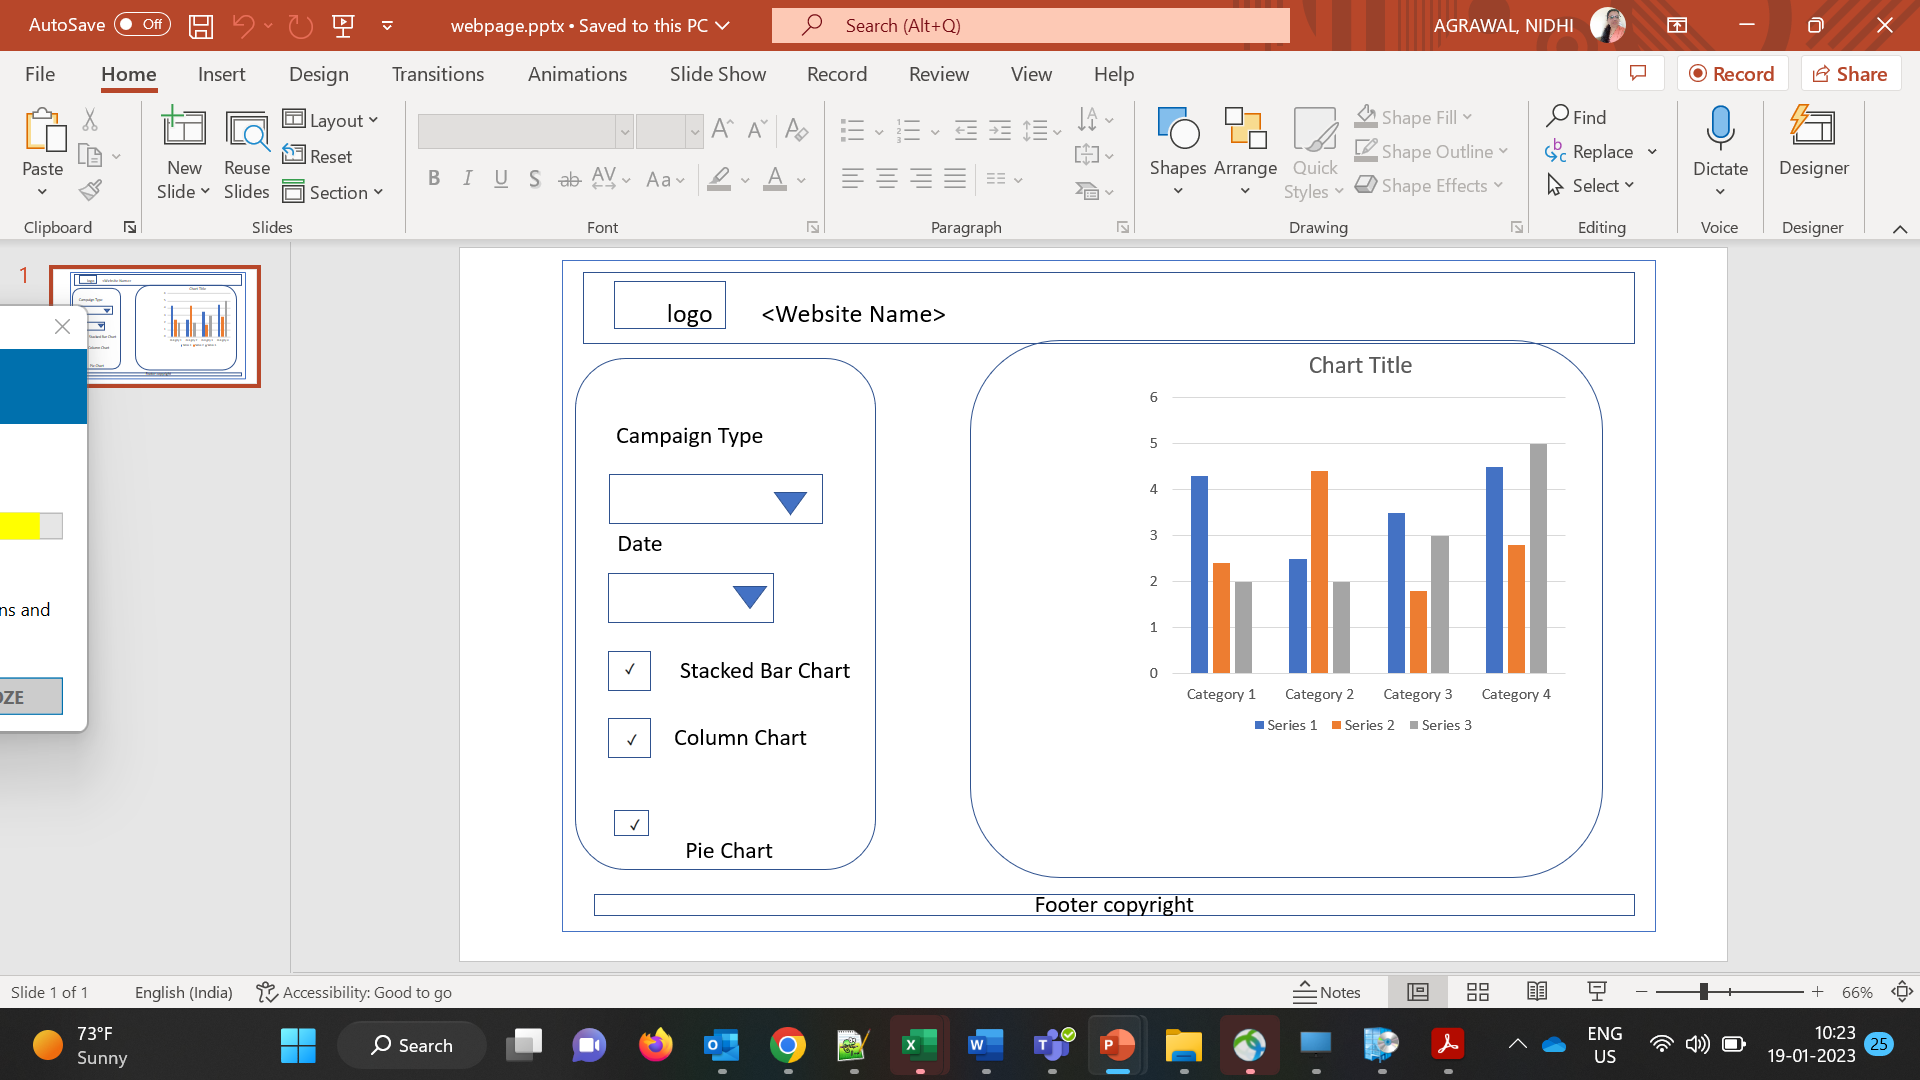 AutoSave Off
webpage.pptx • Saved to this PC
Search (Alt+Q)
AGRAWAL, NIDHI
File Home Insert Design Transitions Animations Slide Show Record Review View Help
Record Share
Paste
New Slide
Reuse Slides
Layout
Reset
Section
B I U S ab AV Aa A
Shapes Arrange Quick Styles
Shape Fill
Shape Outline
Shape Effects
Find
Replace
Select
Dictate
Designer
Clipboard Slides Font Paragraph Drawing Editing Voice Designer
1
ns and
OZE
logo <Website Name>
Campaign Type
Date
Stacked Bar Chart
Column Chart
Pie Chart
Chart Title
6
5
4
3
2
1
0
Category 1 Category 2 Category 3 Category 4
Series 1 Series 2 Series 3
Footer copyright
Slide 1 of 1 English (India) Accessibility: Good to go Notes 66%
73°F
Sunny
Search
ENG
US
10:23
19-01-2023
25